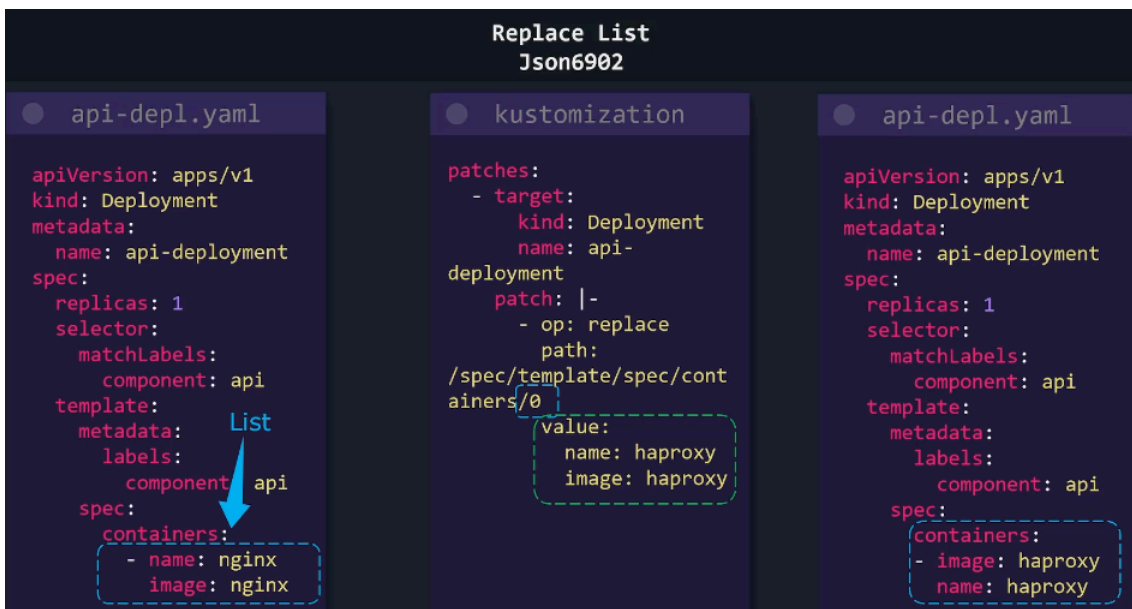 Replace List
Json6902
api-depl.yaml
apiVersion: apps/v1
kind: Deployment
metadata:
  name: api-deployment
spec:
  replicas: 1
  selector:
    matchLabels:
      component: api
  template:
    metadata:
      labels:
        component api
    spec:
      containers:
        - name: nginx
          image: nginx
List
kustomization
patches:
  - target:
      kind: Deployment
      name: api-
deployment
    patch: |-
      - op: replace
        path:
/spec/template/spec/cont
ainers/0
        value:
          name: haproxy
          image: haproxy
api-depl.yaml
apiVersion: apps/v1
kind: Deployment
metadata:
  name: api-deployment
spec:
  replicas: 1
  selector:
    matchLabels:
      component: api
  template:
    metadata:
      labels:
        component: api
    spec:
      containers:
      - image: haproxy
        name: haproxy